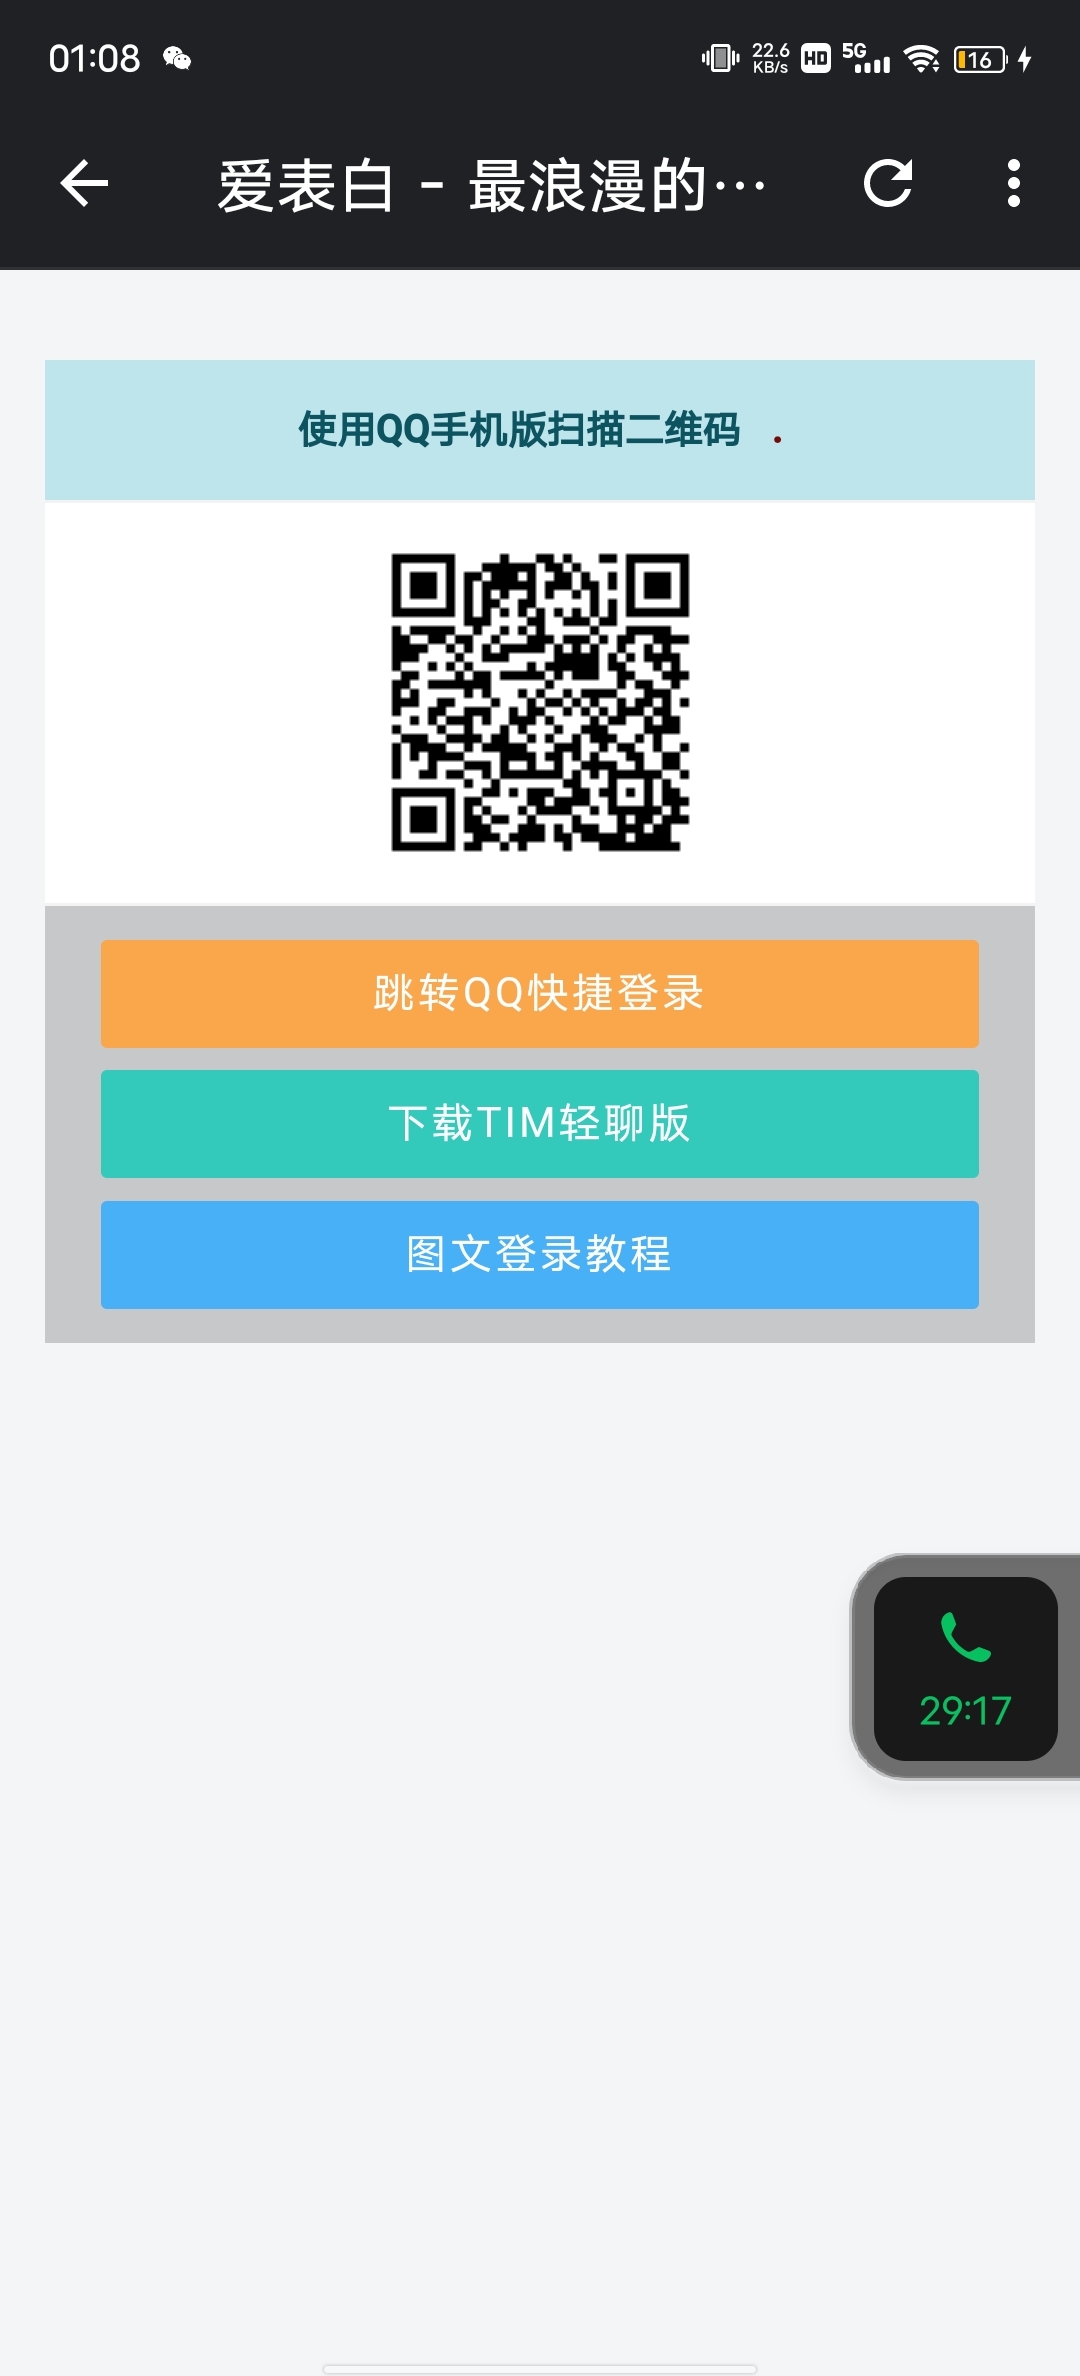 01:08
22.6 KB/s
HD
5G
16
爱表白 - 最浪漫的···
使用QQ手机版扫描二维码 .
跳转QQ快捷登录
下载TIM轻聊版
图文登录教程
29:17